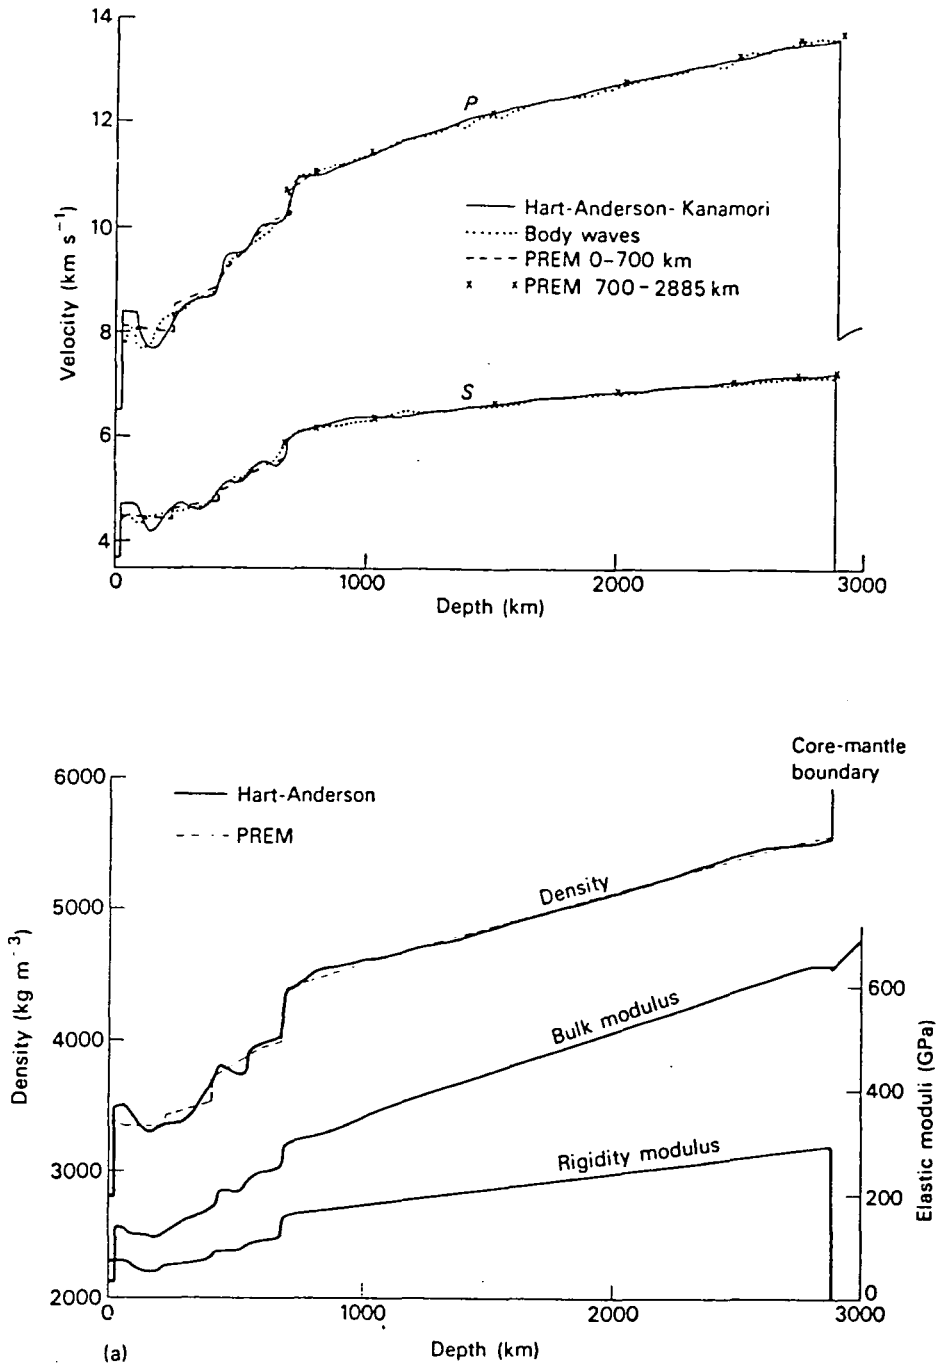 14
12
10
8
6
4
Velocity (km s⁻¹)
P
S
Hart-Anderson-Kanamori
Body waves
PREM 0-700 km
x x PREM 700-2885 km
0
1000
2000
3000
Depth (km)
Core-mantle
boundary
6000
5000
4000
3000
2000
Density (kg m⁻³)
Hart-Anderson
PREM
Density
Bulk modulus
Rigidity modulus
600
400
200
0
Elastic moduli (GPa)
0
1000
2000
3000
Depth (km)
(a)